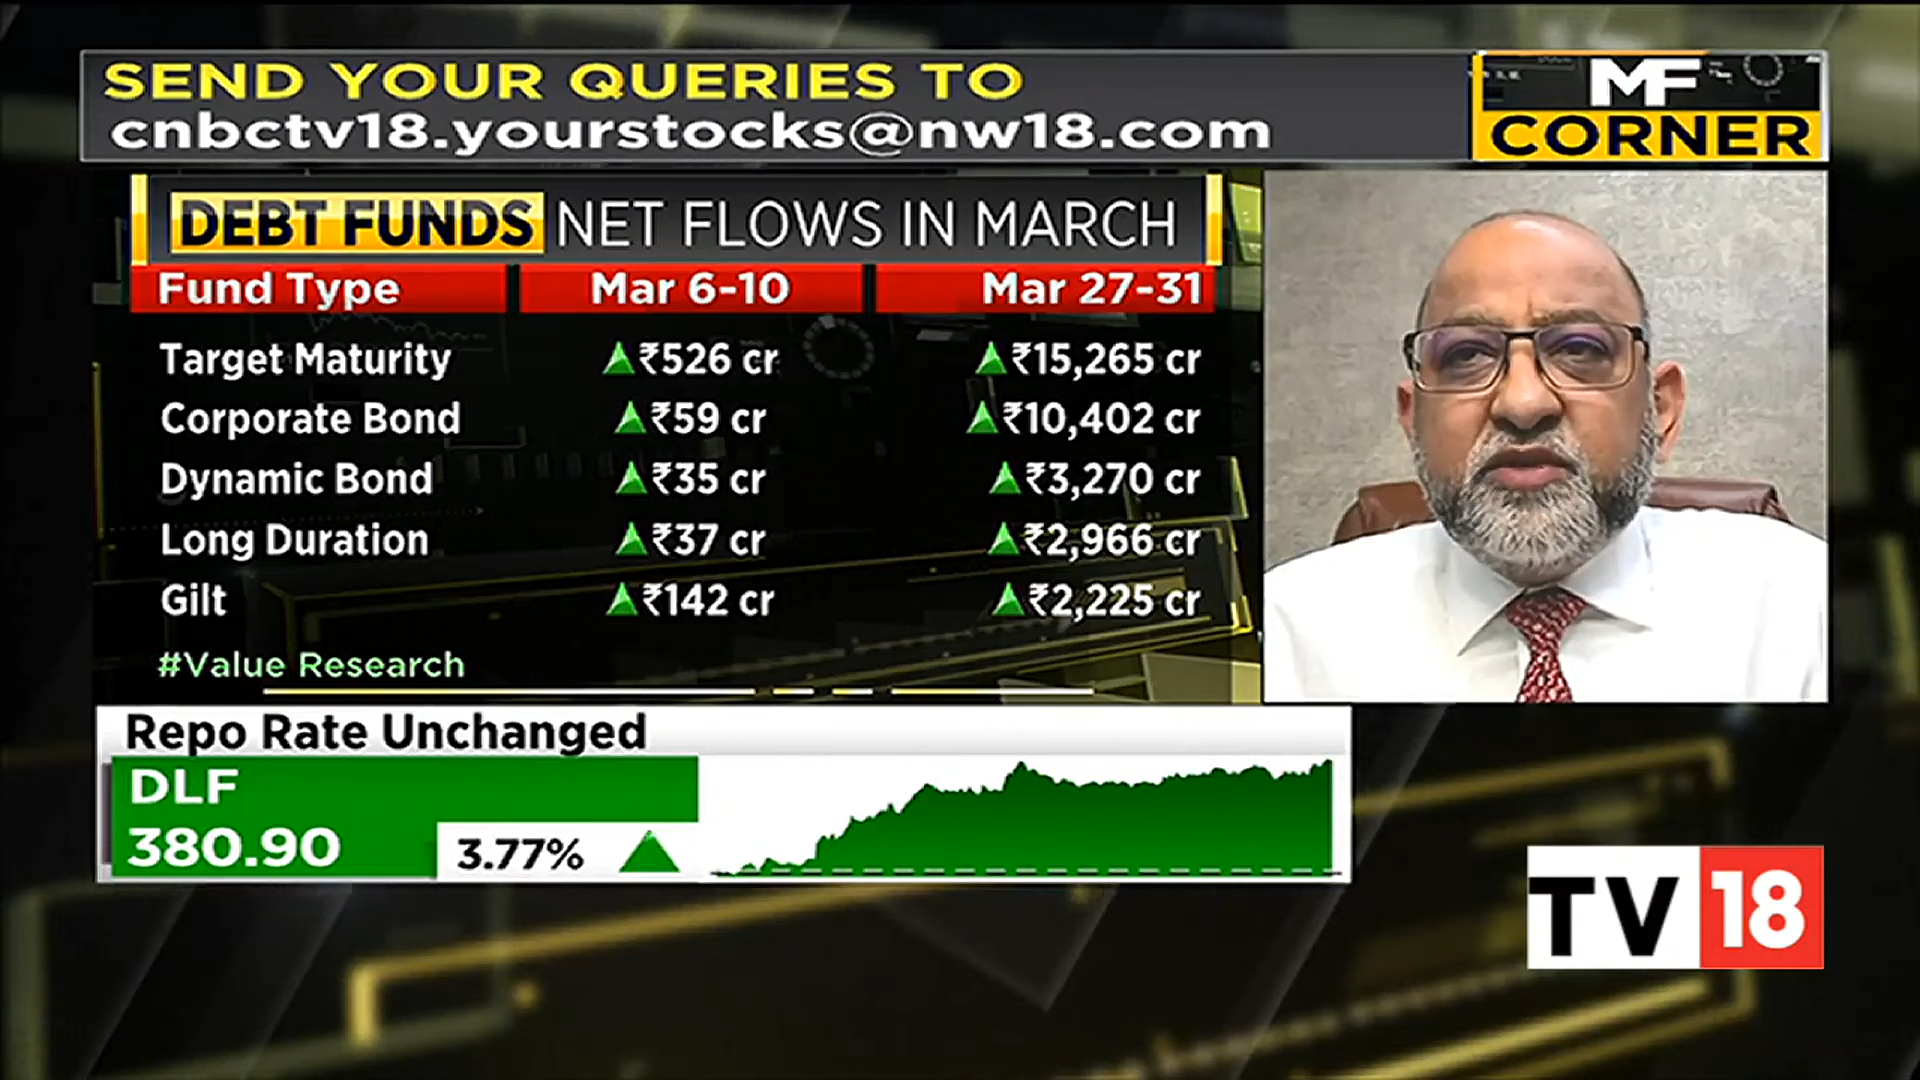 SEND YOUR QUERIES TO
cnbctv18.yourstocks@nw18.com
MF
CORNER
DEBT FUNDS NET FLOWS IN MARCH
Fund Type Mar 6-10 Mar 27-31
Target Maturity ▲₹526 cr ▲₹15,265 cr
Corporate Bond ▲₹59 cr ▲₹10,402 cr
Dynamic Bond ▲₹35 cr ▲₹3,270 cr
Long Duration ▲₹37 cr ▲₹2,966 cr
Gilt ▲₹142 cr ▲₹2,225 cr
#Value Research
Repo Rate Unchanged
DLF
380.90 3.77% ▲
TV 18